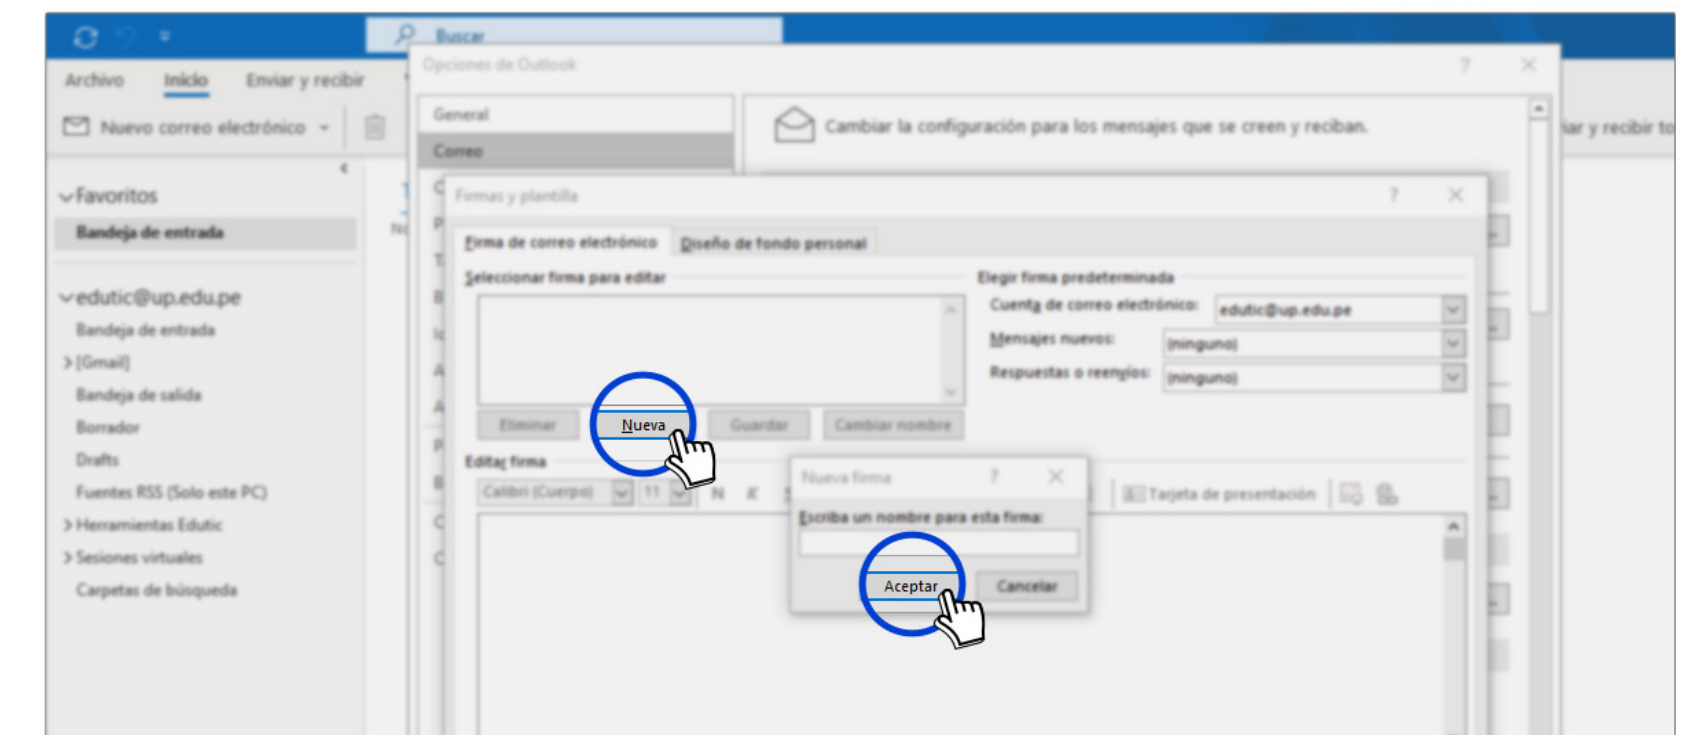 Buscar
Archivo Inicio Enviar y recibir
Nuevo correo electrónico
Favoritos
Bandeja de entrada
edutic@up.edu.pe
Bandeja de entrada
[Gmail]
Bandeja de salida
Borrador
Drafts
Fuentes RSS (Solo este PC)
Herramientas Edutic
Sesiones virtuales
Carpetas de búsqueda
Opciones de Outlook ?
General
Correo
Cambiar la configuración para los mensajes que se creen y reciban.
iar y recibir to
Firmas y plantilla ?
Firma de correo electrónico Diseño de fondo personal
Seleccionar firma para editar
Elegir firma predeterminada
Cuenta de correo electrónico: edutic@up.edu.pe
Mensajes nuevos: (ninguno)
Respuestas o reenvíos: (ninguno)
Eliminar Nueva Guardar Cambiar nombre
Editar firma
Calibri (Cuerpo) 11 N K Tarjeta de presentación
Nueva firma ?
Escriba un nombre para esta firma:
Aceptar Cancelar